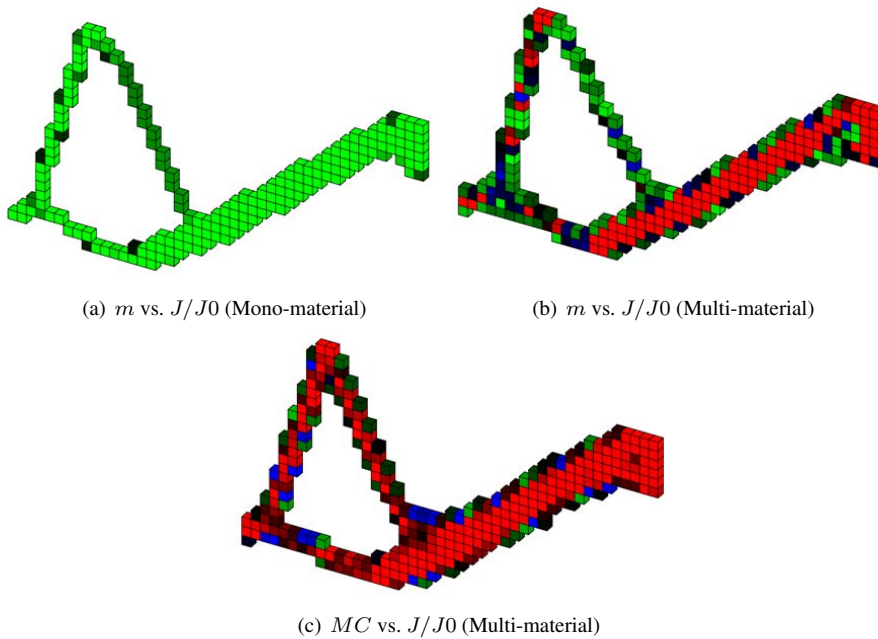 (a) m vs. J/J0 (Mono-material)
(b) m vs. J/J0 (Multi-material)
(c) MC vs. J/J0 (Multi-material)